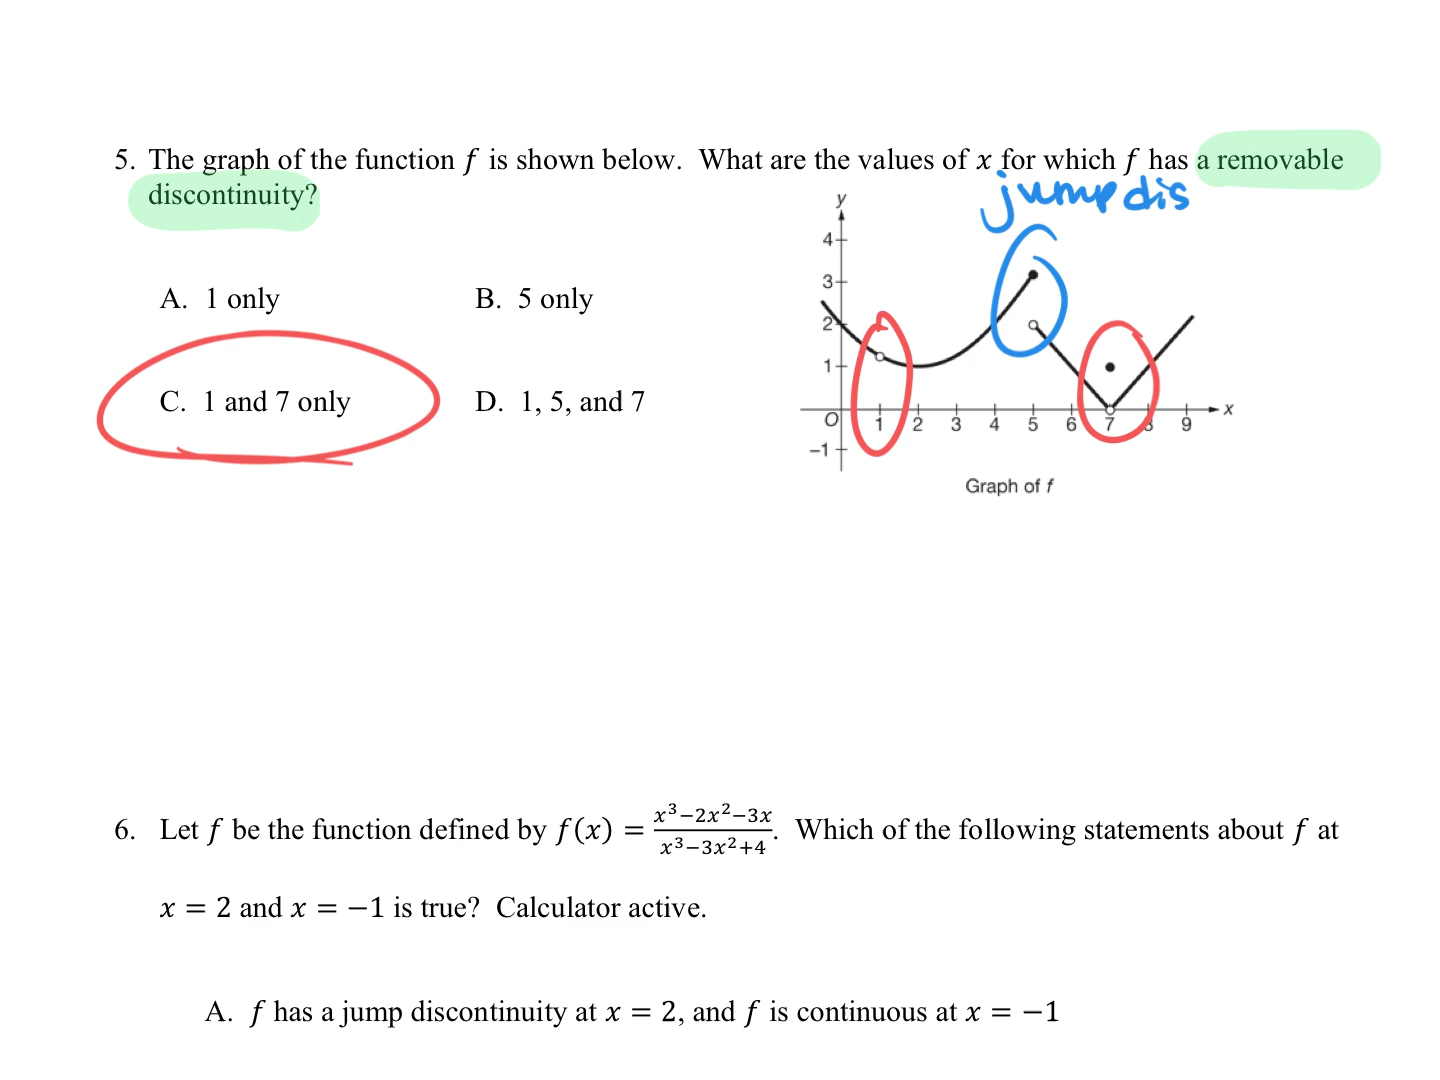 5. The graph of the function f is shown below. What are the values of x for which f has a removable
discontinuity?
jump dis
A. 1 only
B. 5 only
C. 1 and 7 only
D. 1, 5, and 7
y
4
3
2
1
O 1 2 3 4 5 6 7 8 9 x
−1
Graph of f
6. Let f be the function defined by f(x) = \frac{x³−2x²−3x}{x³−3x²+4}. Which of the following statements about f at
x = 2 and x = −1 is true? Calculator active.
A. f has a jump discontinuity at x = 2, and f is continuous at x = −1